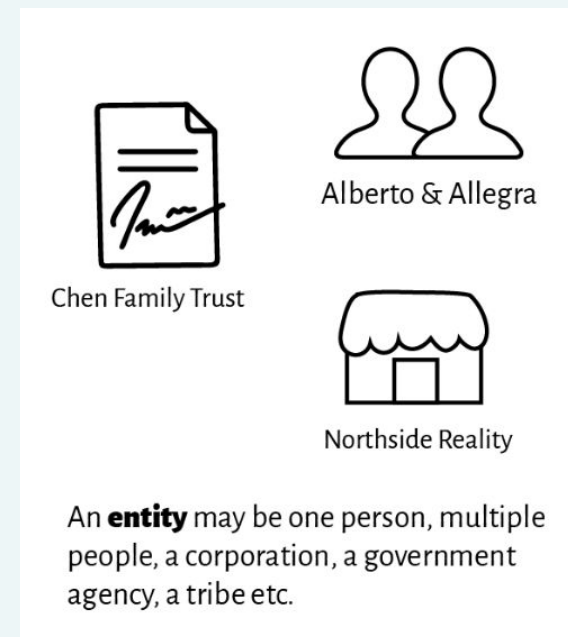 Alberto & Allegra
Chen Family Trust
Northside Reality
An entity may be one person, multiple
people, a corporation, a government
agency, a tribe etc.